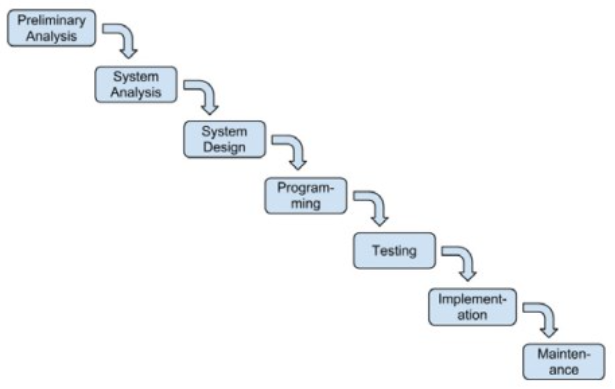 Preliminary
Analysis
System
Analysis
System
Design
Program-
ming
Testing
Implement-
ation
Mainten-
ance